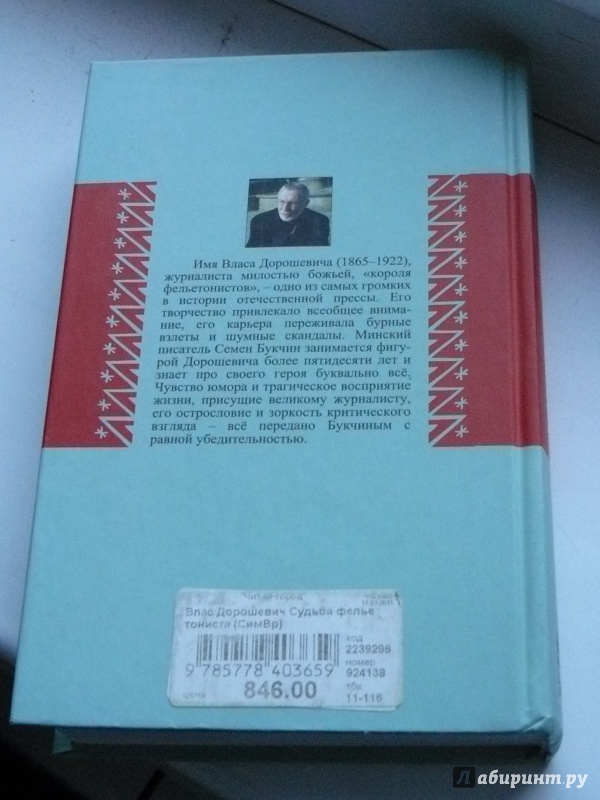 Имя Власа Дорошевича (1865–1922),
журналиста милостью божьей, «короля
фельетонистов», – одно из самых громких
в истории отечественной прессы. Его
творчество привлекало всеобщее внима-
ние, его карьера переживала бурные
взлеты и шумные скандалы. Минский
писатель Семен Букчин занимается фигу-
рой Дорошевича более пятидесяти лет и
знает про своего героя буквально всё.
Чувство юмора и трагическое восприятие
жизни, присущие великому журналисту,
его острословие и зоркость критического
взгляда – всё передано Букчиным с
равной убедительностью.
Влас Дорошевич Судьба фелье
тониста (СимВр)
код
2239296
номер
924138
тбк
11-116
9 785778 403659
цена 846.00
Лабиринт.ру